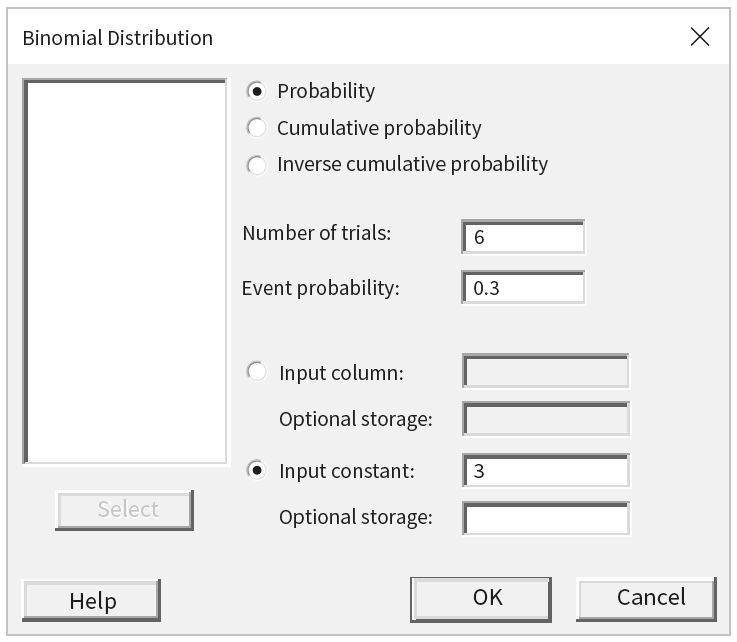 Binomial Distribution
Probability
Cumulative probability
Inverse cumulative probability
Number of trials: 6
Event probability: 0.3
Input column:
Optional storage:
Input constant: 3
Optional storage:
Select
Help
OK
Cancel